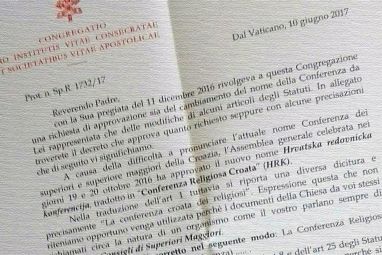 CONGREGATIO
INSTITUTIS VITAE CONSECRATAE
SOCIETATIBUS VITAE APOSTOLICAE
Dal Vaticano, 10 giugno 2017
Prot. n. Sp.R 1732/17
Reverendo Padre,
con la Sua pregiata del 11 dicembre 2016 rivolgeva a questa Congregazione
una richiesta di approvazione sia del cambiamento del nome della Conferenza da
Lei rappresentata che delle modifiche di alcuni articoli degli Statuti. In allegato
troverete il decreto che approva quanto richiesto seppure con alcune precisazioni
che di seguito vi significhiamo.
A causa della difficoltà a pronunciare l'attuale nome Conferenza dei
superiori e superiore maggiori della Croazia, l'Assemblea generale celebrata nei
giorni 19 e 20 ottobre 2016 ha approvato il nuovo nome Hrvatska redovnička
konferencija, tradotto in "Conferenza Religiosa Croata" (HRK).
Nella traduzione dell'art 1 si riporta una diversa dicitura e
precisamente "La conferenza croata e religiosi". Espressione questa che non
riteniamo opportuno venga utilizzata perché i documenti della Chiesa da voi stessi
richiamati circa la natura di un organismo come il vostro parlano sempre di
Consigli di Superiori Maggiori.
corretto nel seguente modo: La Conferenza Religiosa
8 e dell'art 25 degli Statuti